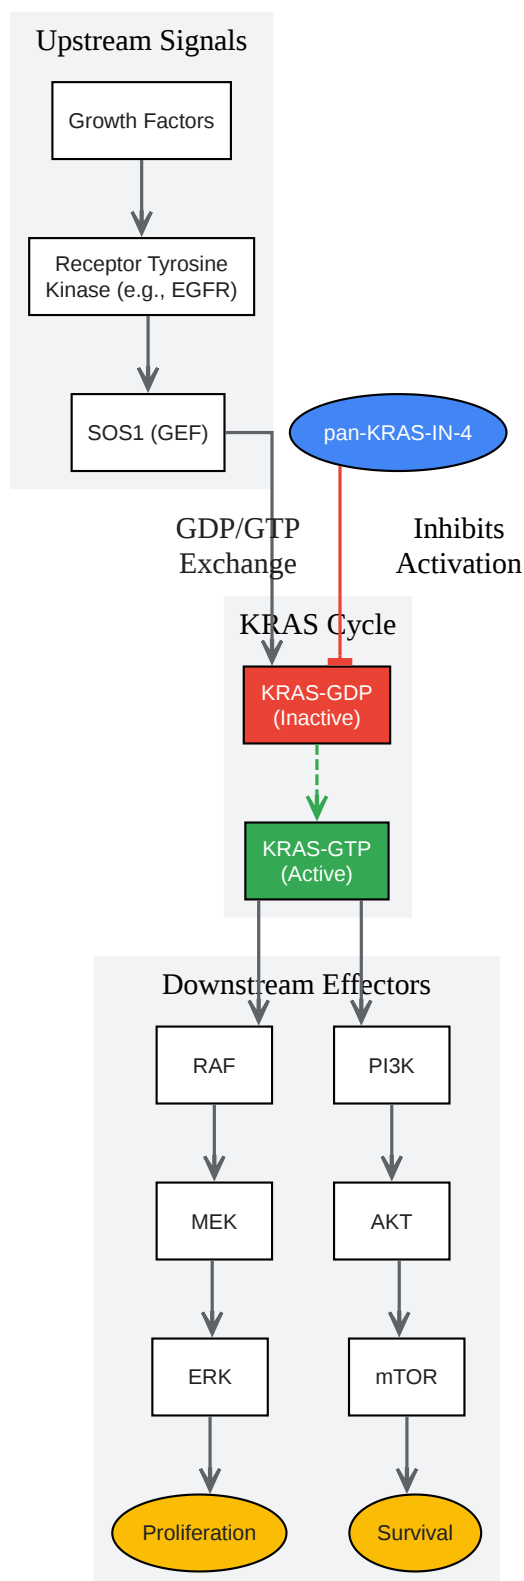 Upstream Signals
Growth Factors
Receptor Tyrosine
Kinase (e.g., EGFR)
SOS1 (GEF)
pan-KRAS-IN-4
GDP/GTP
Exchange
Inhibits
Activation
KRAS Cycle
KRAS-GDP
(Inactive)
KRAS-GTP
(Active)
Downstream Effectors
RAF
PI3K
MEK
AKT
ERK
mTOR
Proliferation
Survival